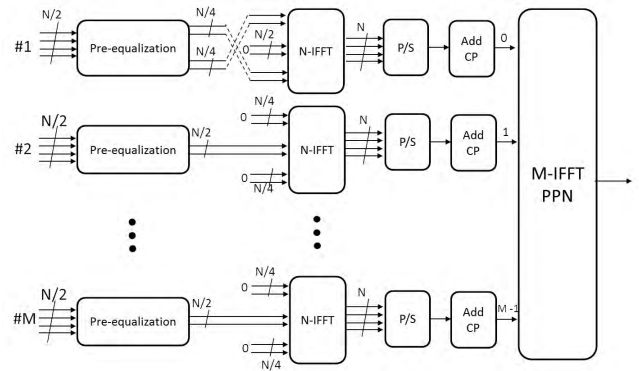 N/2
#1
Pre-equalization
N/4
N/4
N/2
0
N-IFFT
N
P/S
Add
CP
0
N/2
#2
Pre-equalization
N/2
N/4
0
0
N/4
N-IFFT
N
P/S
Add
CP
1
M-IFFT
PPN
N/2
#M
Pre-equalization
N/2
N/4
0
0
N/4
N-IFFT
N
P/S
Add
CP
M -1